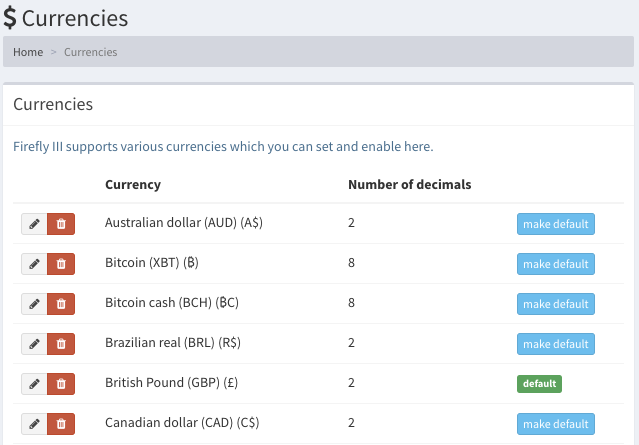 $ Currencies
Home > Currencies
Currencies
Firefly III supports various currencies which you can set and enable here.
Currency Number of decimals
Australian dollar (AUD) (A$) 2 make default
Bitcoin (XBT) (₿) 8 make default
Bitcoin cash (BCH) (₿C) 8 make default
Brazilian real (BRL) (R$) 2 make default
British Pound (GBP) (£) 2 default
Canadian dollar (CAD) (C$) 2 make default